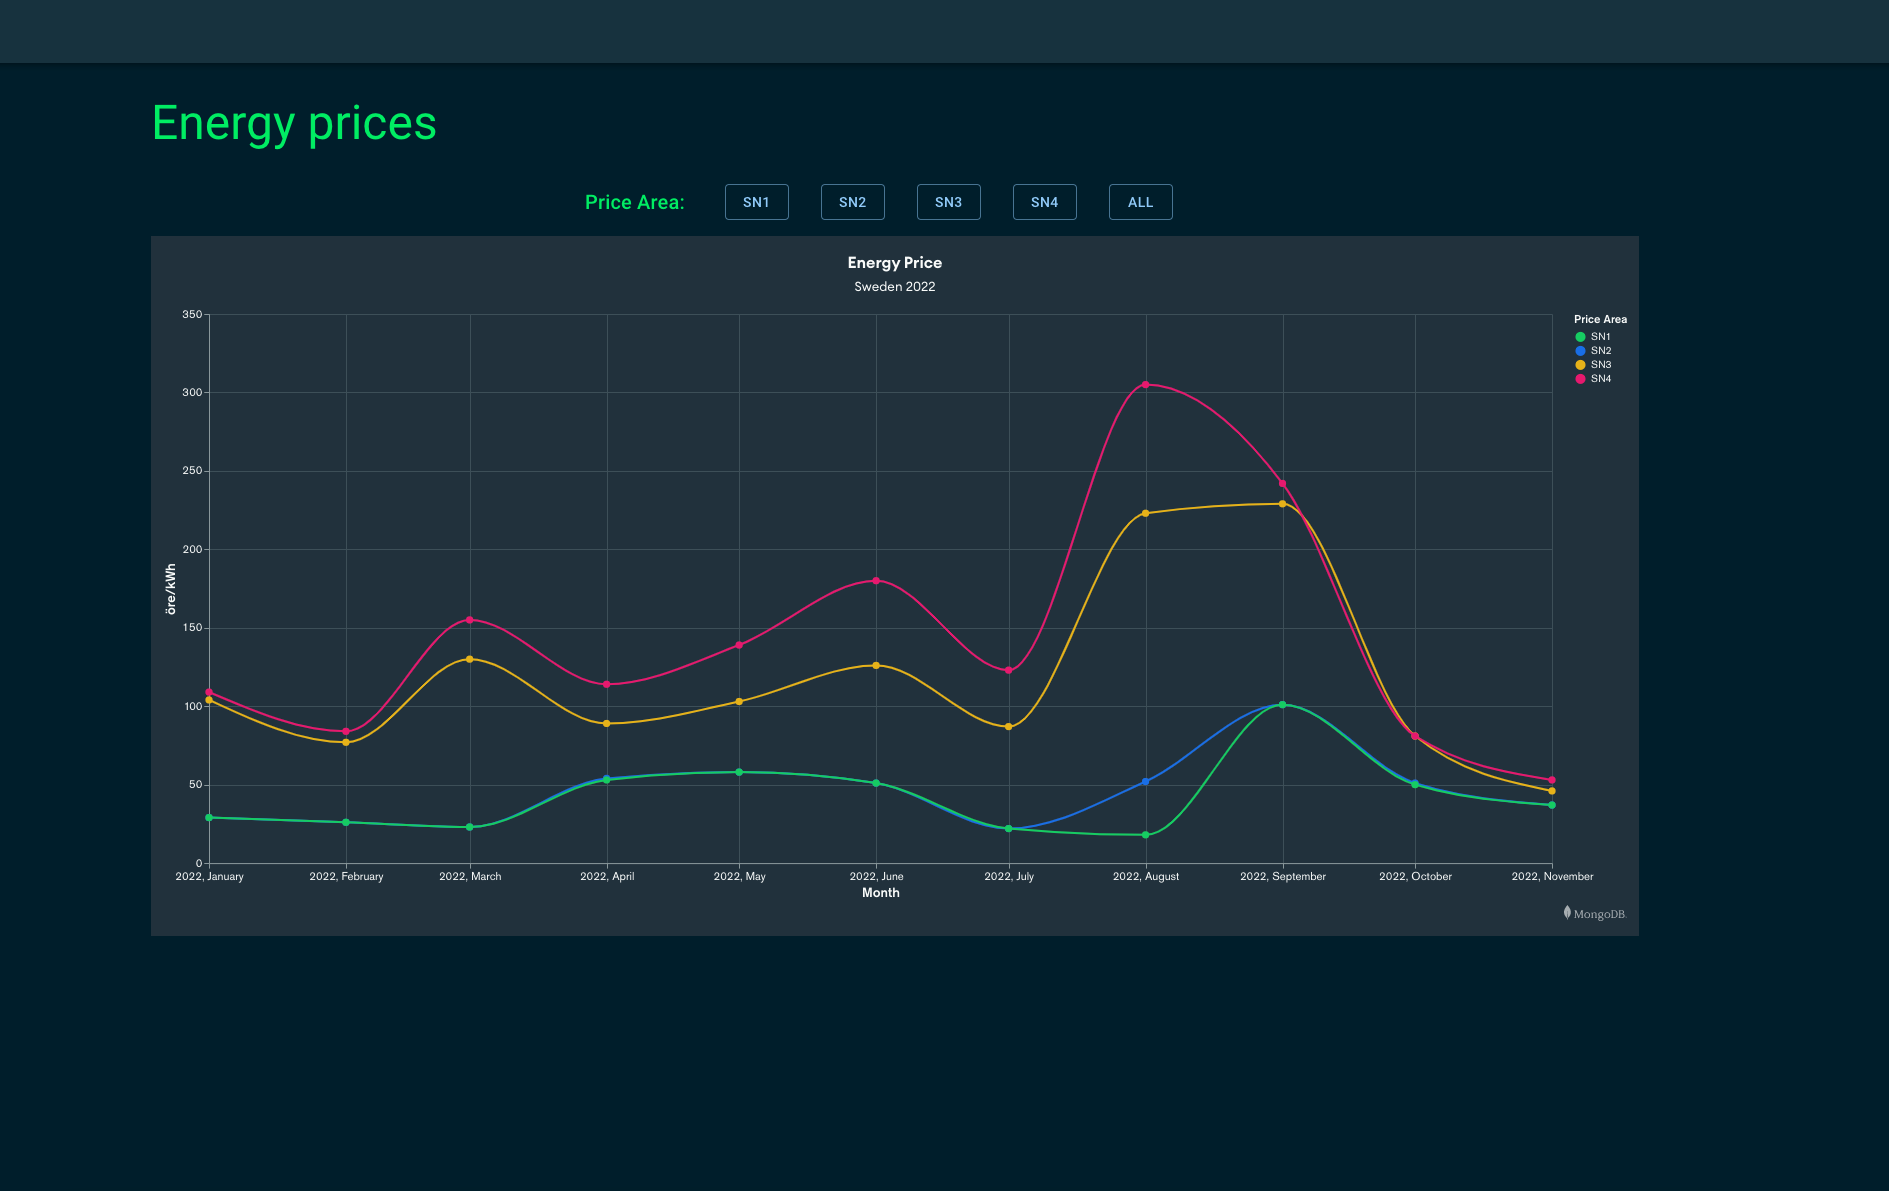 Energy prices
Price Area: SN1 SN2 SN3 SN4 ALL
Energy Price
Sweden 2022
350
300
250
200
150
100
50
0
öre/kWh
2022, January 2022, February 2022, March 2022, April 2022, May 2022, June 2022, July 2022, August 2022, September 2022, October 2022, November
Month
Price Area
SN1
SN2
SN3
SN4
MongoDB.